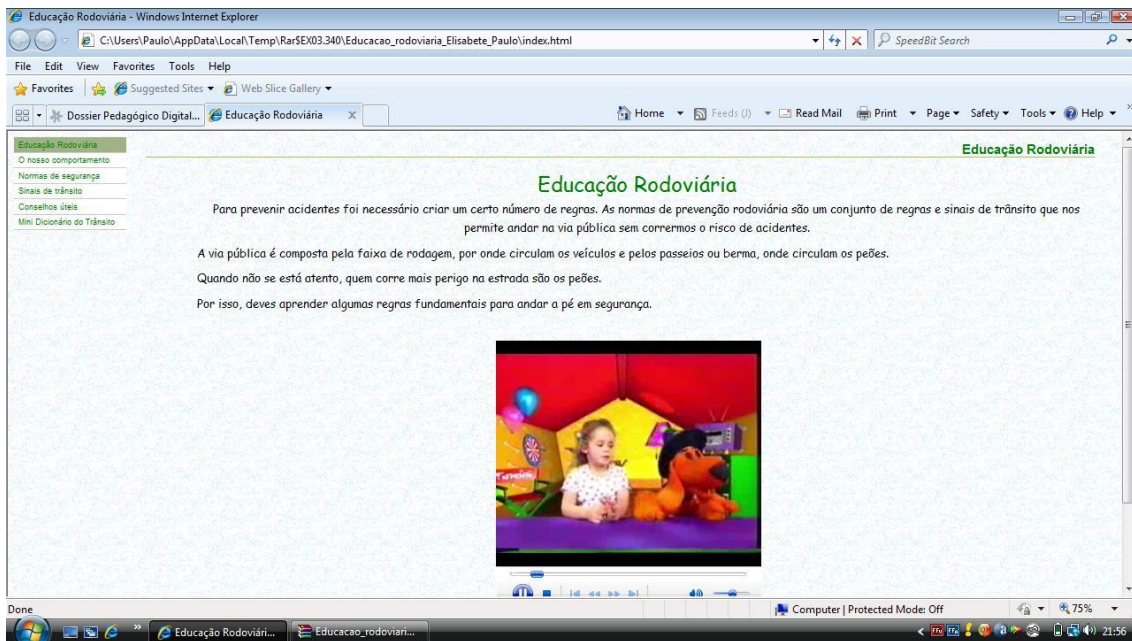 Educação Rodoviária - Windows Internet Explorer
C:\Users\Paulo\AppData\Local\Temp\Rar$EX03.340\Educacao_rodoviaria_Elisabete_Paulo\index.html
SpeedBit Search
File Edit View Favorites Tools Help
Favorites Suggested Sites Web Slice Gallery
Dossier Pedagógico Digital... Educação Rodoviária X Home Feeds (J) Read Mail Print Page Safety Tools Help
Educação Rodoviária
O nosso comportamento
Normas de segurança
Sinais de trânsito
Conselhos úteis
Mini Dicionário do Trânsito
Educação Rodoviária
Educação Rodoviária
Para prevenir acidentes foi necessário criar um certo número de regras. As normas de prevenção rodoviária são um conjunto de regras e sinais de trânsito que nos
permite andar na via pública sem corrermos o risco de acidentes.
A via pública é composta pela faixa de rodagem, por onde circulam os veículos e pelos passeios ou berma, onde circulam os peões.
Quando não se está atento, quem corre mais perigo na estrada são os peões.
Por isso, deves aprender algumas regras fundamentais para andar a pé em segurança.
Done Computer | Protected Mode: Off 75%
Educação Rodoviári... Educacao_rodoviari... 21:56